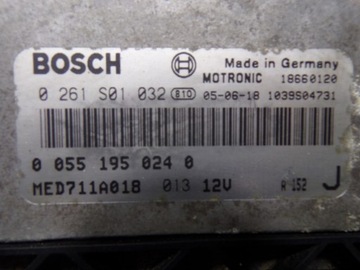 BOSCH Made in Germany
MOTRONIC 18660120
0 261 S01 032 810 05-06-18 1039S04731
0 055 195 024 0
MED711A018 013 12V A 152 J